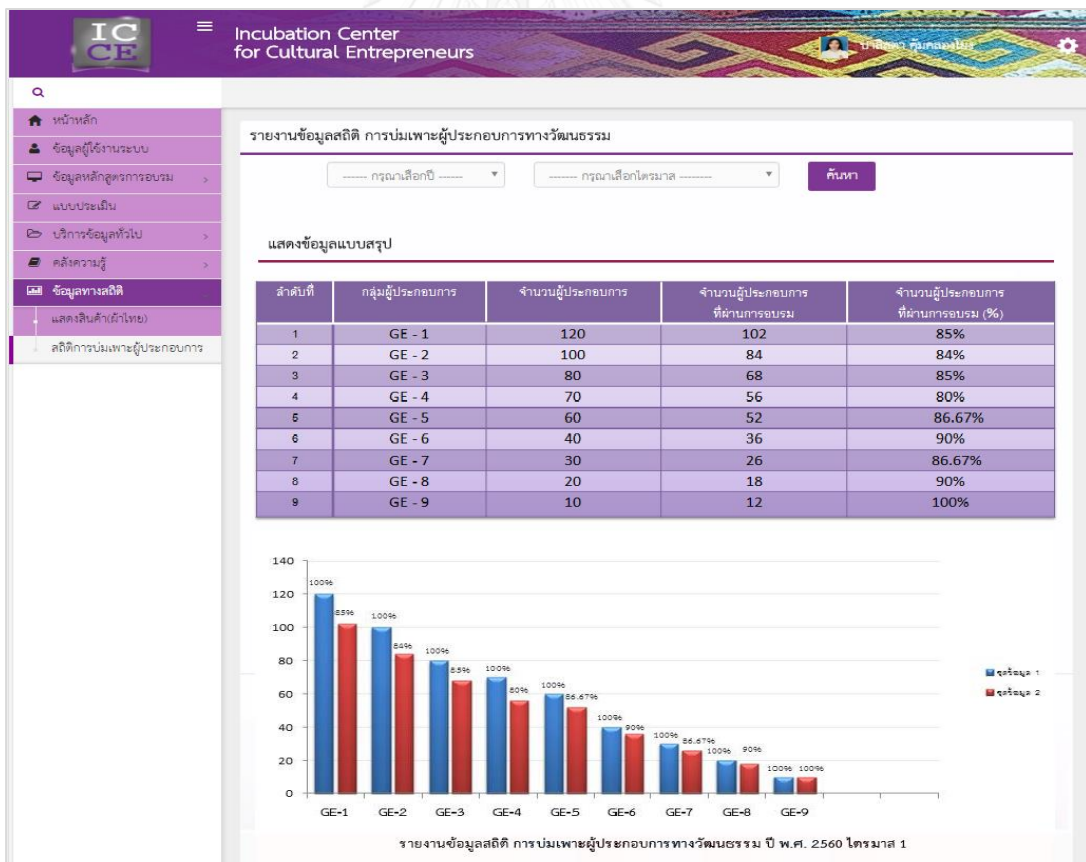 IC
CE
Incubation Center
for Cultural Entrepreneurs
หน้าหลัก
ข้อมูลผู้ใช้งานระบบ
ข้อมูลหลักสูตรการอบรม
แบบประเมิน
บริการข้อมูลทั่วไป
คลังความรู้
ข้อมูลทางสถิติ
แสดงสินค้า(ผ้าไทย)
สถิติการบ่มเพาะผู้ประกอบการ
รายงานข้อมูลสถิติ การบ่มเพาะผู้ประกอบการทางวัฒนธรรม
------ กรุณาเลือกปี ------
------- กรุณาเลือกไตรมาส --------
ค้นหา
แสดงข้อมูลแบบสรุป
ลำดับที่ กลุ่มผู้ประกอบการ จำนวนผู้ประกอบการ จำนวนผู้ประกอบการ จำนวนผู้ประกอบการ
ที่ผ่านการอบรม ที่ผ่านการอบรม (%)
1 GE - 1 120 102 85%
2 GE - 2 100 84 84%
3 GE - 3 80 68 85%
4 GE - 4 70 56 80%
5 GE - 5 60 52 86.67%
6 GE - 6 40 36 90%
7 GE - 7 30 26 86.67%
8 GE - 8 20 18 90%
9 GE - 9 10 12 100%
140
120
100
80
60
40
20
0
100% 85%
100% 84%
100% 85%
100% 80%
100% 86.67%
100% 90%
100% 86.67%
100% 90%
100% 100%
GE-1 GE-2 GE-3 GE-4 GE-5 GE-6 GE-7 GE-8 GE-9
ชุดข้อมูล 1
ชุดข้อมูล 2
รายงานข้อมูลสถิติ การบ่มเพาะผู้ประกอบการทางวัฒนธรรม ปี พ.ศ. 2560 ไตรมาส 1